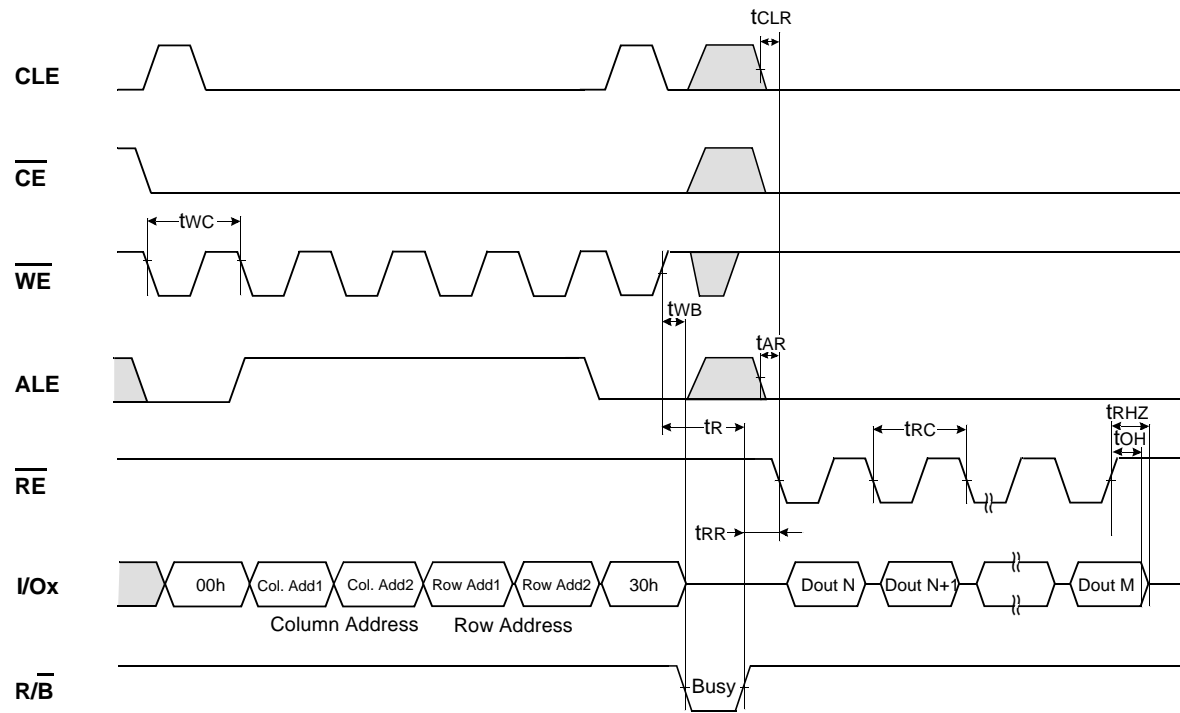 tCLR
CLE
CE
tWC
WE
tWB
tAR
ALE
tR
tRC
tRHZ
tOH
RE
tRR
I/Ox
00h
Col. Add1
Col. Add2
Row Add1
Row Add2
30h
Dout N
Dout N+1
Dout M
Column Address
Row Address
R/B
Busy